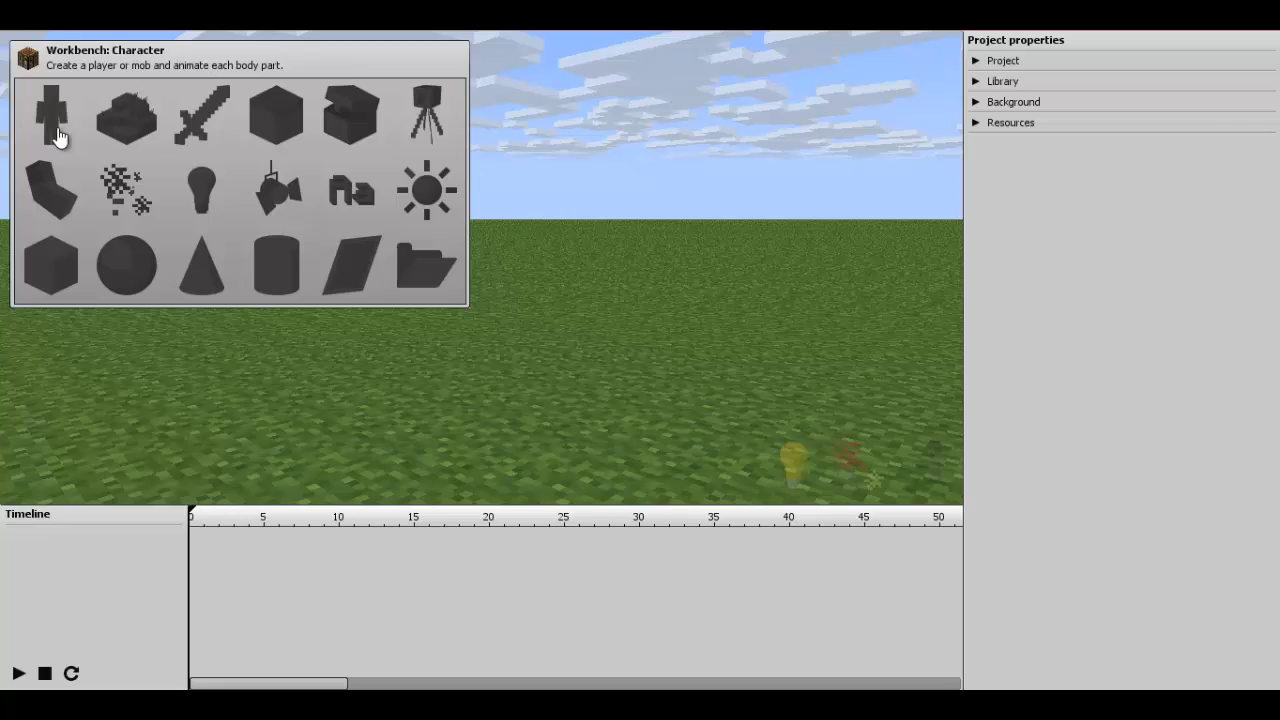 Workbench: Character
Create a player or mob and animate each body part.
Project properties
Project
Library
Background
Resources
Timeline
0 5 10 15 20 25 30 35 40 45 50